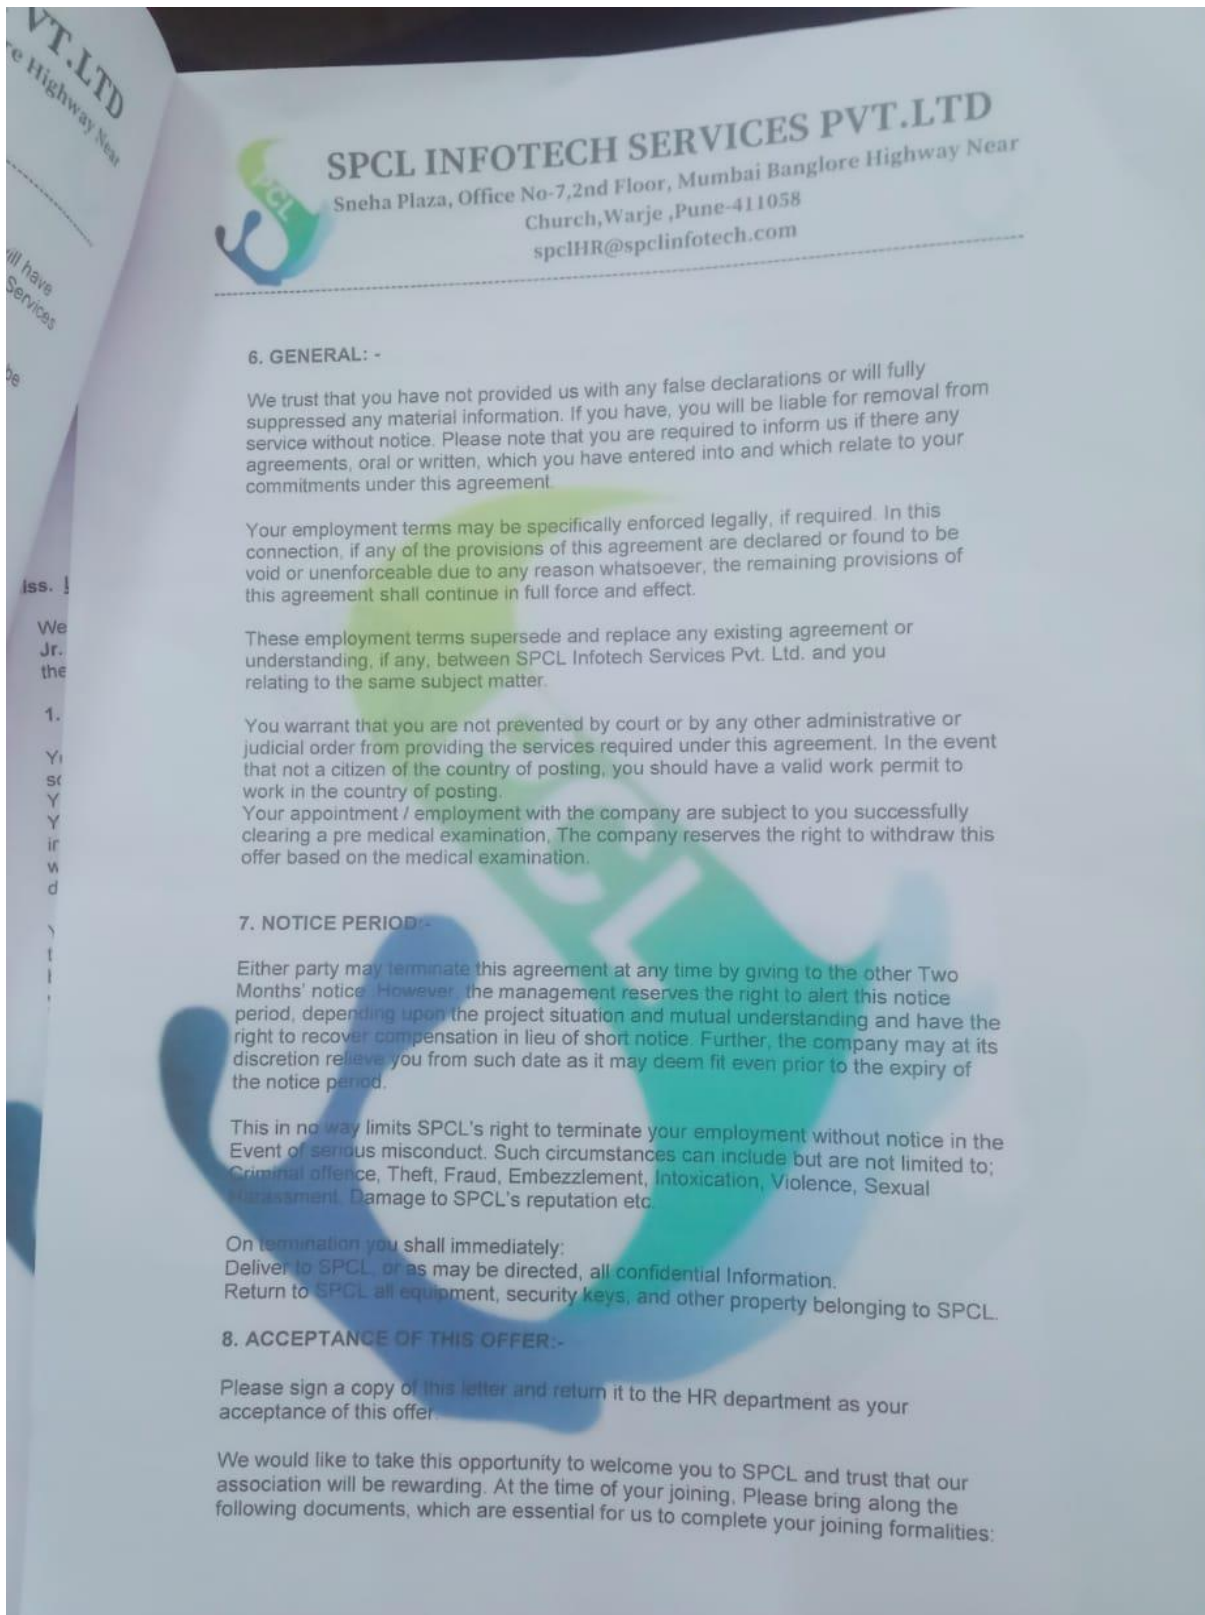 VT.LTD
re Highway Near
ill have
Services
be
iss.
We
Jr.
the
1.
PCL
SPCL INFOTECH SERVICES PVT.LTD
Sneha Plaza, Office No-7,2nd Floor, Mumbai Banglore Highway Near
Church,Warje ,Pune-411058
spclHR@spclinfotech.com
6. GENERAL: -
We trust that you have not provided us with any false declarations or will fully
suppressed any material information. If you have, you will be liable for removal from
service without notice. Please note that you are required to inform us if there any
agreements, oral or written, which you have entered into and which relate to your
commitments under this agreement.
Your employment terms may be specifically enforced legally, if required. In this
connection, if any of the provisions of this agreement are declared or found to be
void or unenforceable due to any reason whatsoever, the remaining provisions of
this agreement shall continue in full force and effect.
These employment terms supersede and replace any existing agreement or
understanding, if any, between SPCL Infotech Services Pvt. Ltd. and you
relating to the same subject matter.
You warrant that you are not prevented by court or by any other administrative or
judicial order from providing the services required under this agreement. In the event
that not a citizen of the country of posting, you should have a valid work permit to
work in the country of posting.
Your appointment / employment with the company are subject to you successfully
clearing a pre medical examination, The company reserves the right to withdraw this
offer based on the medical examination.
7. NOTICE PERIOD:-
Either party may terminate this agreement at any time by giving to the other Two
Months' notice. However, the management reserves the right to alert this notice
period, depending upon the project situation and mutual understanding and have the
right to recover compensation in lieu of short notice. Further, the company may at its
discretion relieve you from such date as it may deem fit even prior to the expiry of
the notice period.
This in no way limits SPCL's right to terminate your employment without notice in the
Event of serious misconduct. Such circumstances can include but are not limited to;
Criminal offence, Theft, Fraud, Embezzlement, Intoxication, Violence, Sexual
Harassment, Damage to SPCL's reputation etc.
On termination you shall immediately:
Deliver to SPCL, or as may be directed, all confidential Information.
Return to SPCL all equipment, security keys, and other property belonging to SPCL.
8. ACCEPTANCE OF THIS OFFER:-
Please sign a copy of this letter and return it to the HR department as your
acceptance of this offer.
We would like to take this opportunity to welcome you to SPCL and trust that our
association will be rewarding. At the time of your joining, Please bring along the
following documents, which are essential for us to complete your joining formalities: